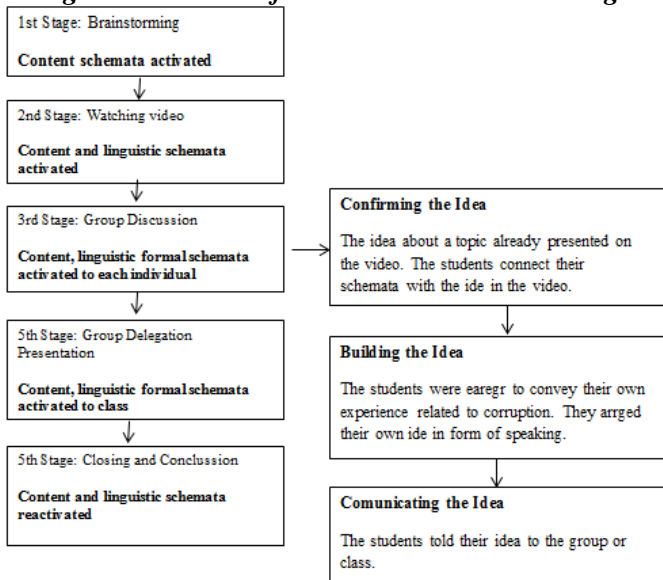 1st Stage: Brainstorming
Content schemata activated
2nd Stage: Watching video
Content and linguistic schemata
activated
3rd Stage: Group Discussion
Content, linguistic formal schemata
activated to each individual
5th Stage: Group Delegation
Presentation
Content, linguistic formal schemata
activated to class
5th Stage: Closing and Conclussion
Content and linguistic schemata
reactivated
Confirming the Idea
The idea about a topic already presented on
the video. The students connect their
schemata with the ide in the video.
Building the Idea
The students were earegr to convey their own
experience related to corruption. They arrged
their own ide in form of speaking.
Comunicating the Idea
The students told their idea to the group or
class.